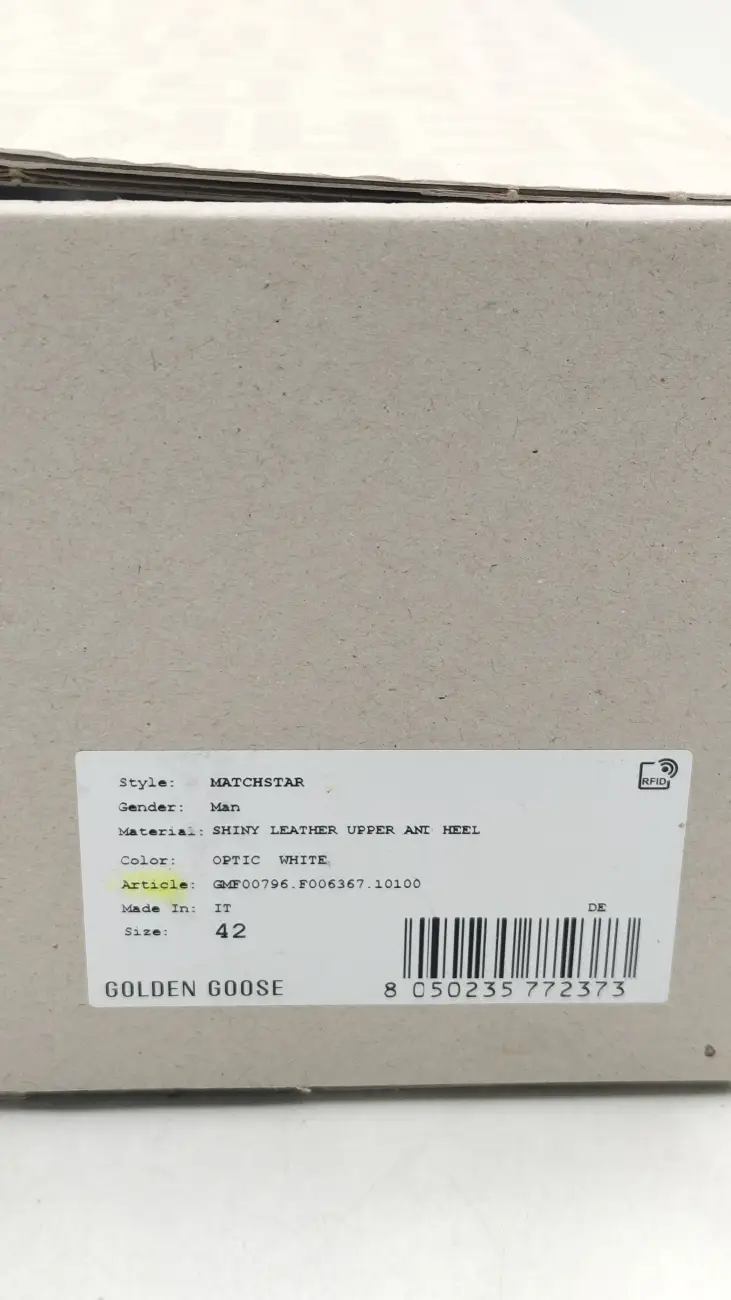 RFID
Style: MATCHSTAR
Gender: Man
Material: SHINY LEATHER UPPER ANI HEEL
Color: OPTIC WHITE
Article: GMF00796.F006367.10100
Made In: IT
DE
Size: 42
GOLDEN GOOSE
8 050235 772373